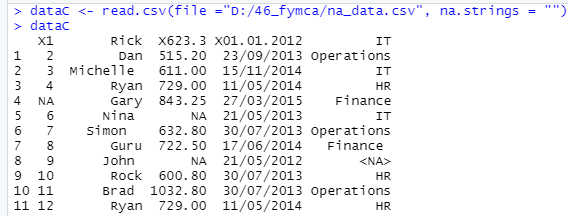 > dataC <- read.csv(file ="D:/46_fymca/na_data.csv", na.strings = "")
> dataC
   X1     Rick  X623.3 X01.01.2012         IT
1   2      Dan  515.20  23/09/2013 Operations
2   3 Michelle  611.00  15/11/2014         IT
3   4     Ryan  729.00  11/05/2014         HR
4  NA     Gary  843.25  27/03/2015    Finance
5   6    Nina       NA  21/05/2013         IT
6   7   Simon   632.80  30/07/2013 Operations
7   8     Guru  722.50  17/06/2014   Finance
8   9     John      NA  21/05/2012       <NA>
9  10     Rock  600.80  30/07/2013         HR
10 11    Brad  1032.80  30/07/2013 Operations
11 12     Ryan  729.00  11/05/2014         HR